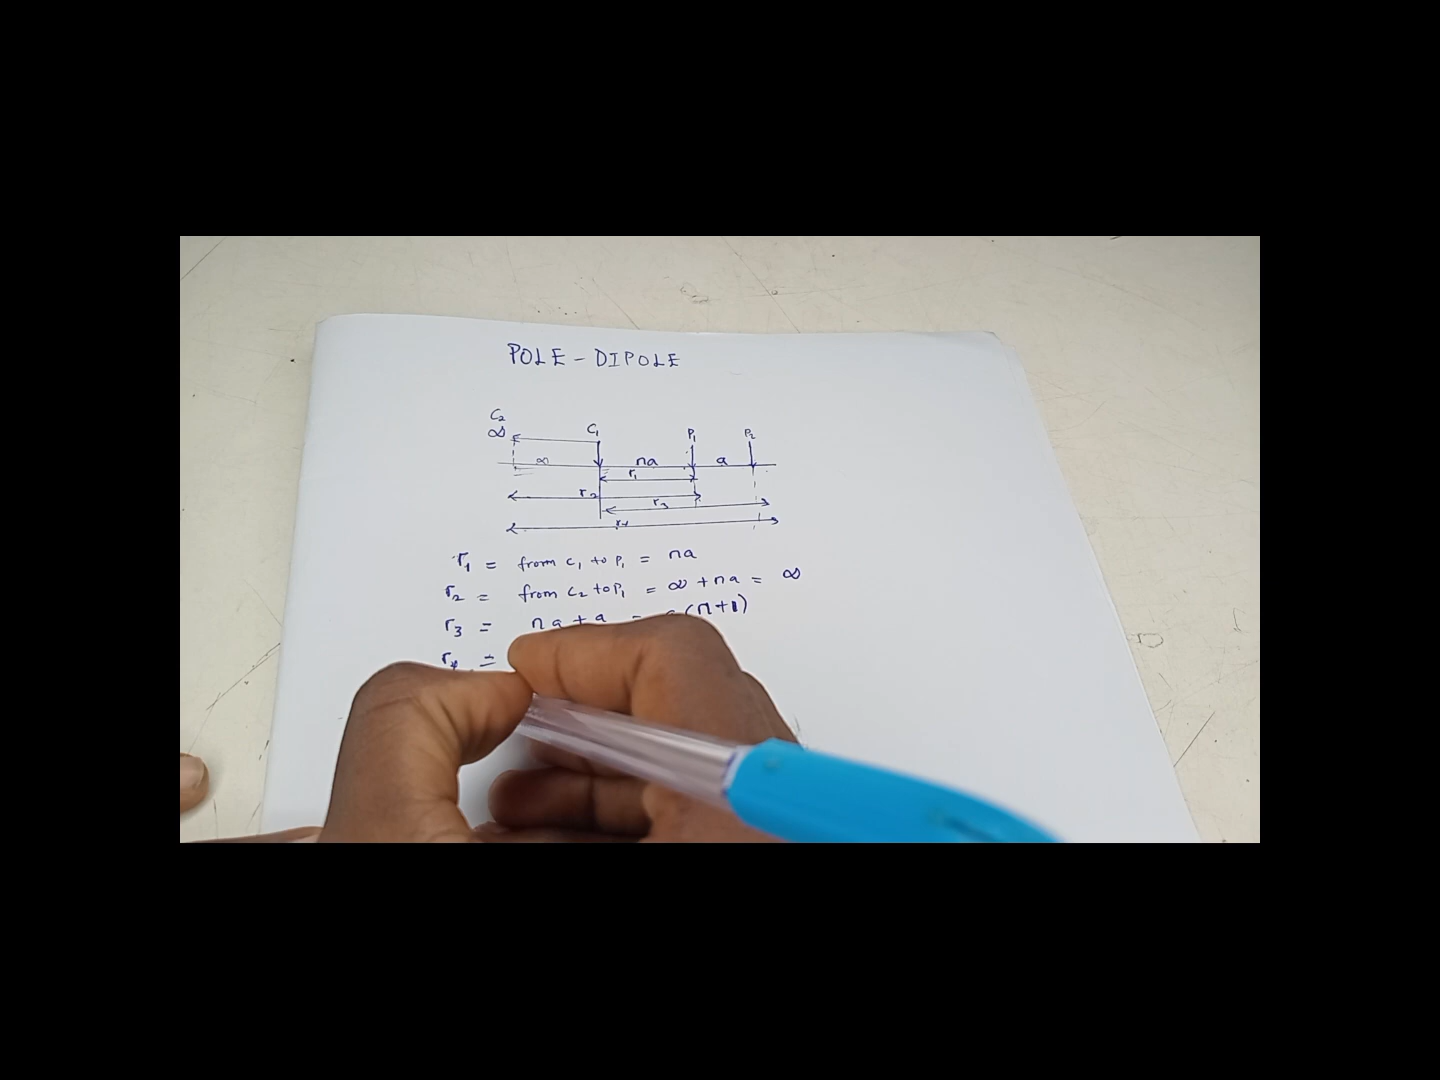 POLE - DIPOLE
C₂
∞ C₁ P₁ P₂
∞ na a
r₁
r₂ r₃
r₄
r₁ = from C₁ to P₁ = na
r₂ = from C₂ to P₁ = ∞ + na = ∞
r₃ = na + a = (n+1)
r₄ =